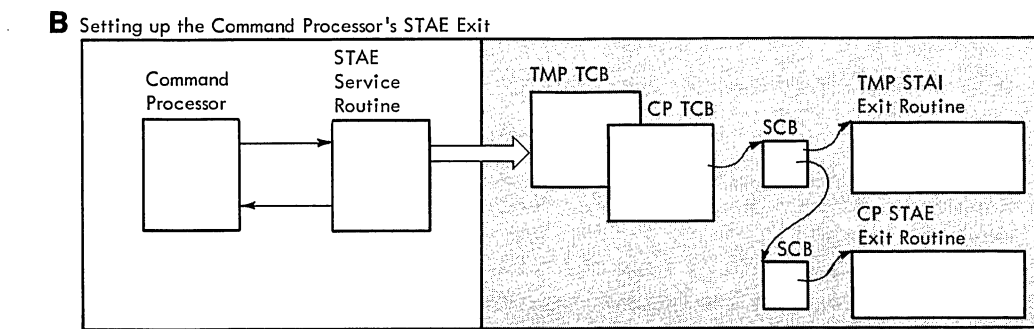 B Setting up the Command Processor's STAE Exit
Command
Processor
STAE
Service
Routine
TMP TCB
CP TCB
SCB
TMP STAI
Exit Routine
SCB
CP STAE
Exit Routine